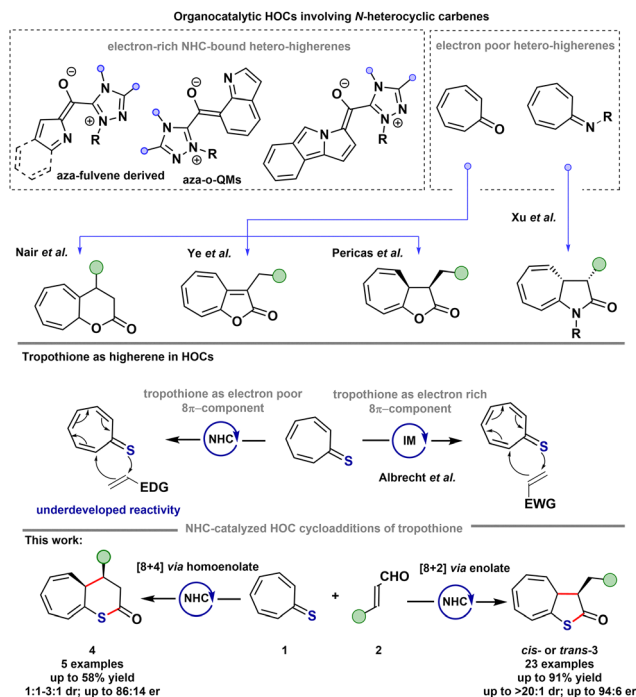 Organocatalytic HOCs involving N-heterocyclic carbenes
electron-rich NHC-bound hetero-higherenes
electron poor hetero-higherenes
O
⊖
N
N
N
⊕
R
N
aza-fulvene derived
O
⊖
N
N
N
⊕
R
N
aza-o-QMs
O
⊖
N
N
N
⊕
R
N
O
N
R
Xu et al.
Nair et al.
Ye et al.
Pericas et al.
O
O
O
O
O
O
N
O
R
Tropothione as higherene in HOCs
tropothione as electron poor
8π–component
tropothione as electron rich
8π–component
S
EDG
underdeveloped reactivity
NHC
S
IM
Albrecht et al.
S
EWG
NHC-catalyzed HOC cycloadditions of tropothione
This work:
[8+4] via homoenolate
[8+2] via enolate
S
O
NHC
S
+
CHO
NHC
S
O
4
5 examples
up to 58% yield
1:1-3:1 dr; up to 86:14 er
1
2
cis- or trans-3
23 examples
up to 91% yield
up to >20:1 dr; up to 94:6 er